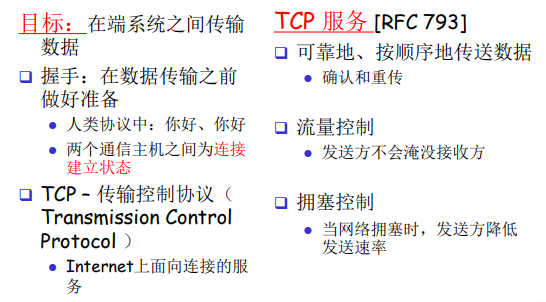 目标：在端系统之间传输
数据
握手：在数据传输之前
做好准备
人类协议中：你好、你好
两个通信主机之间为连接
建立状态
TCP – 传输控制协议（
Transmission Control
Protocol ）
Internet上面向连接的服
务
TCP 服务 [RFC 793]
可靠地、按顺序地传送数据
确认和重传
流量控制
发送方不会淹没接收方
拥塞控制
当网络拥塞时，发送方降低
发送速率